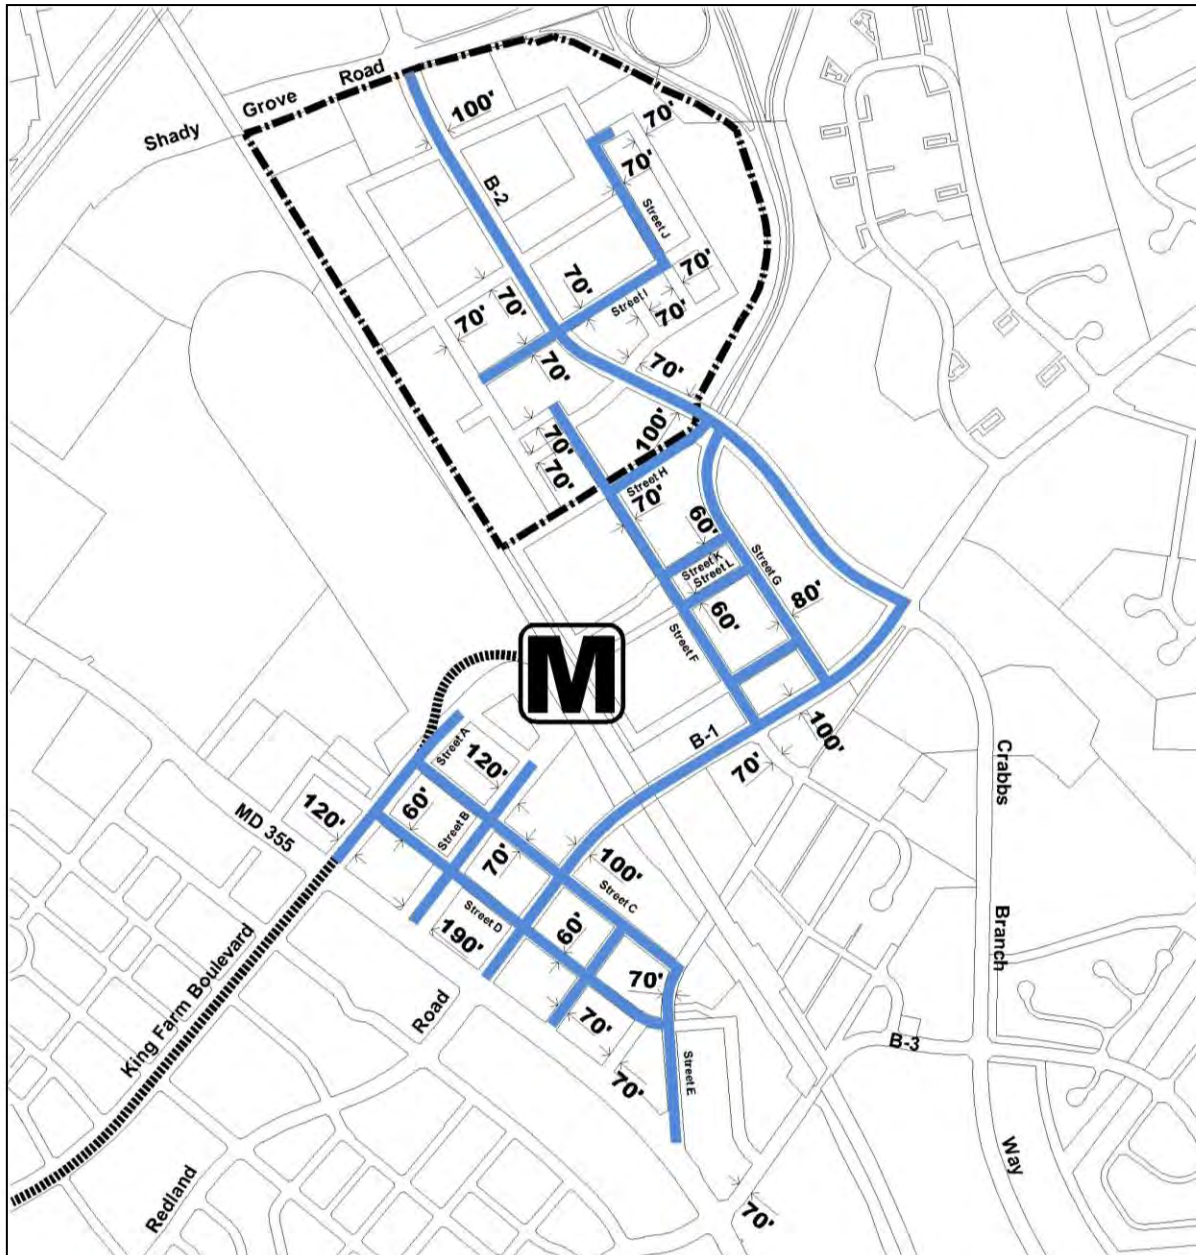 Shady Grove Road
100'
70'
B-2
70'
Street J
70'
70'
70'
70'
Street I
70'
70'
70'
70'
100'
70'
70'
Street H
70'
60'
Street K
Street L
Street G
80'
60'
Street F
M
B-1
100'
70'
Street A
120'
60'
120'
Street B
MD 355
70'
100'
Street C
Street D
190'
60'
70'
70'
70'
Street E
King Farm Boulevard
Redland Road
Crabbs Branch Way
B-3
70'